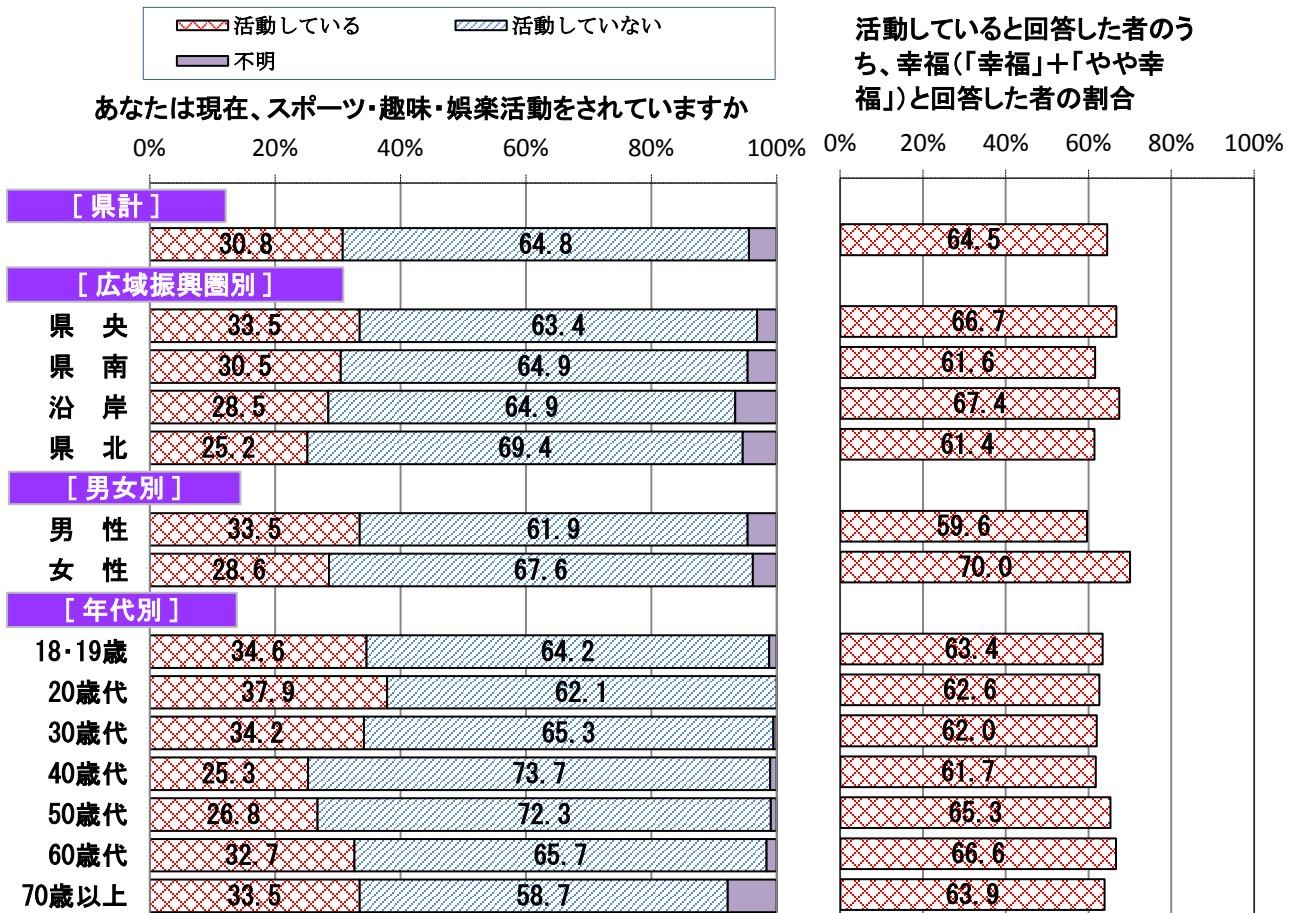 活動している 活動していない
不明
あなたは現在、スポーツ・趣味・娯楽活動をされていますか
活動していると回答した者のう
ち、幸福(「幸福」+「やや幸
福」)と回答した者の割合
0% 20% 40% 60% 80% 100% 0% 20% 40% 60% 80% 100%
[ 県計 ]
30.8 64.8 64.5
[ 広域振興圏別 ]
県 央 33.5 63.4 66.7
県 南 30.5 64.9 61.6
沿 岸 28.5 64.9 67.4
県 北 25.2 69.4 61.4
[ 男女別 ]
男 性 33.5 61.9 59.6
女 性 28.6 67.6 70.0
[ 年代別 ]
18・19歳 34.6 64.2 63.4
20歳代 37.9 62.1 62.6
30歳代 34.2 65.3 62.0
40歳代 25.3 73.7 61.7
50歳代 26.8 72.3 65.3
60歳代 32.7 65.7 66.6
70歳以上 33.5 58.7 63.9